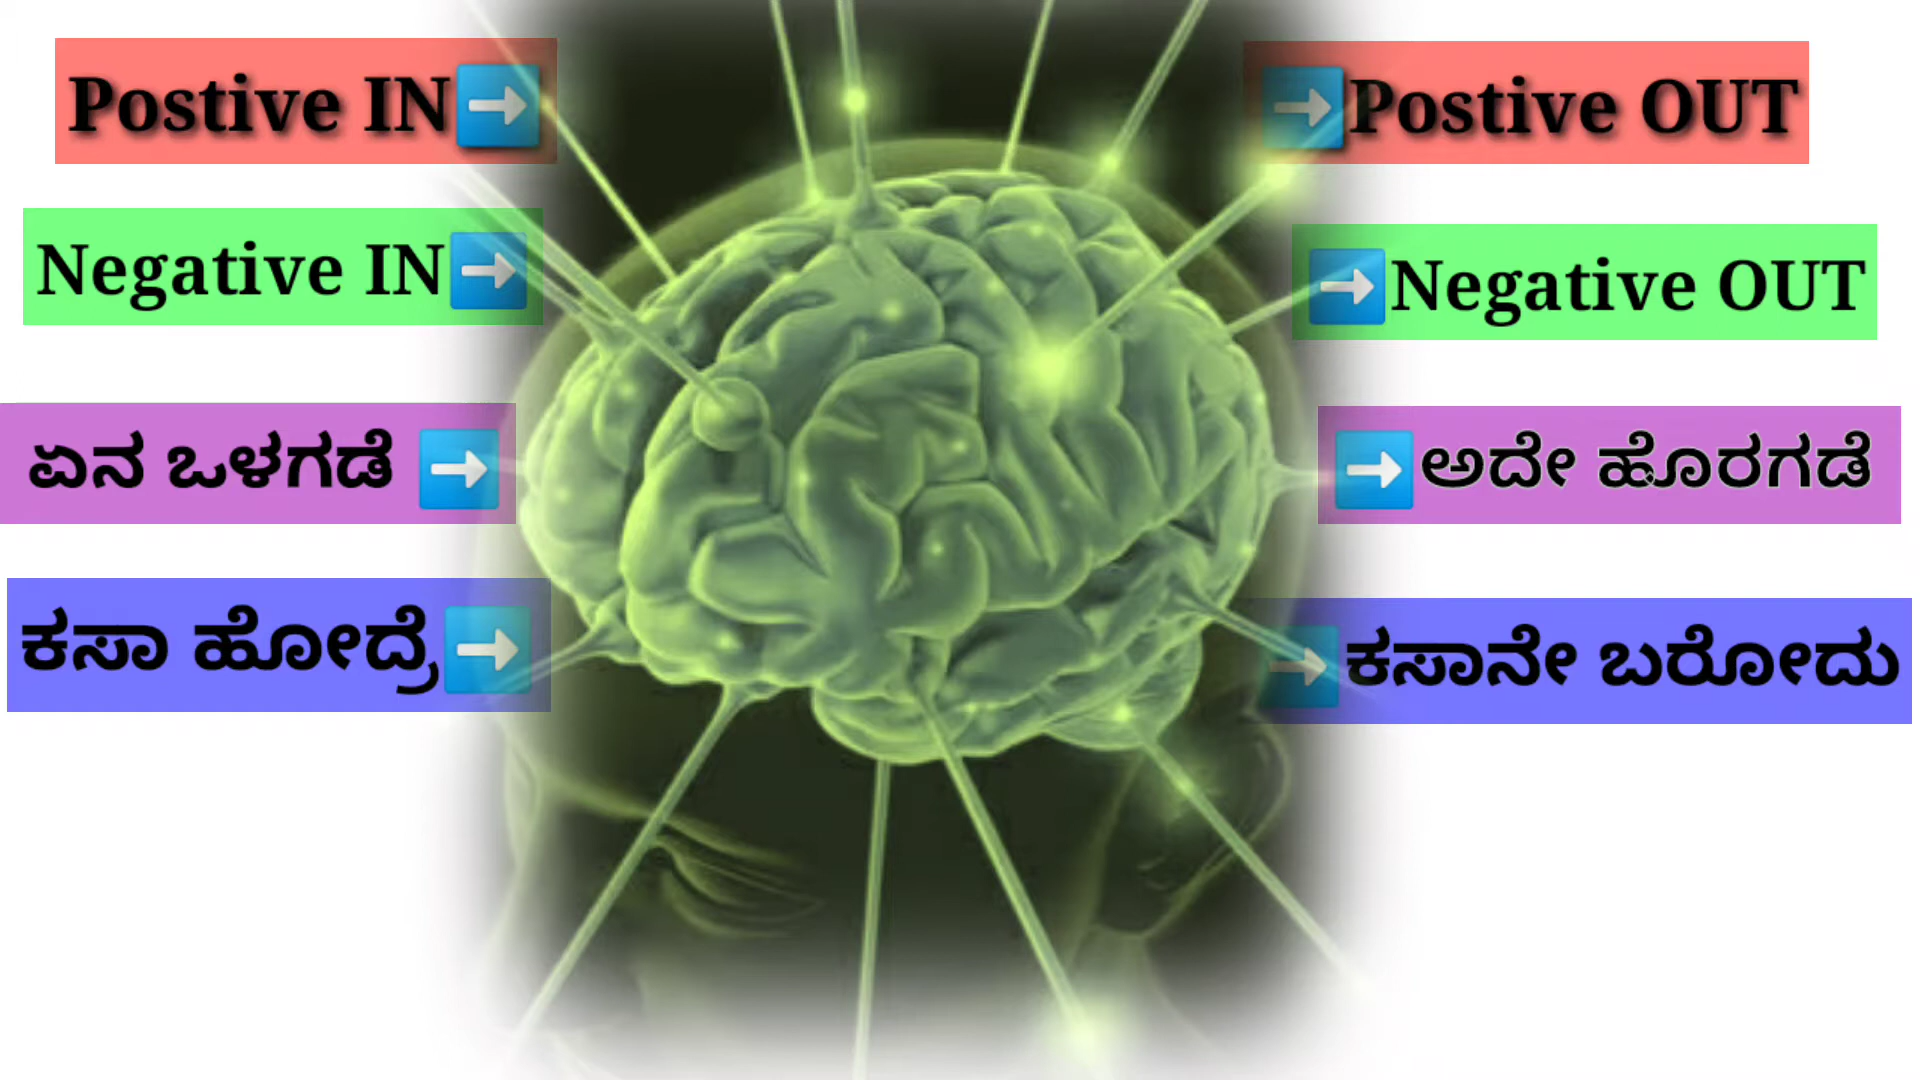 Postive IN➡️
➡️Postive OUT
Negative IN➡️
➡️Negative OUT
ಏನ ಒಳಗಡೆ ➡️
➡️ಅದೇ ಹೊರಗಡೆ
ಕಸಾ ಹೋದ್ರೆ➡️
➡️ಕಸಾನೇ ಬರೋದು